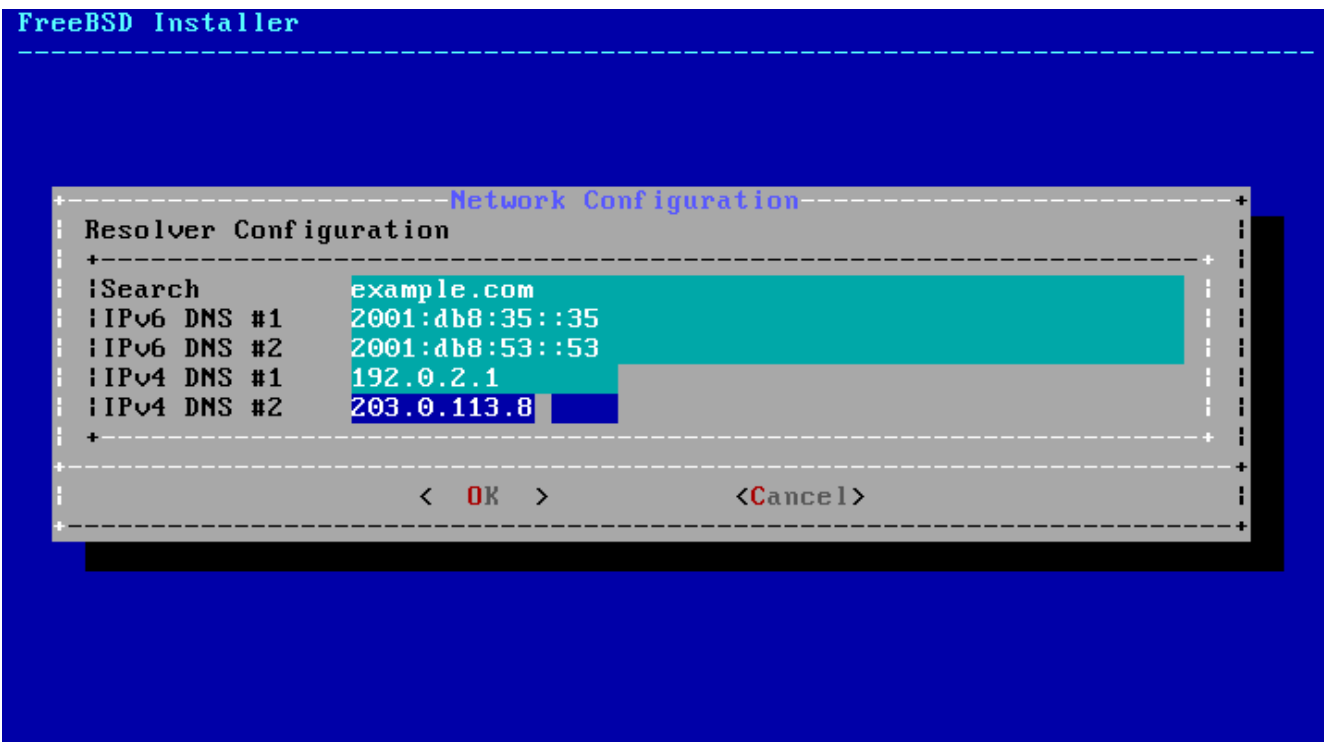 FreeBSD Installer
Network Configuration
Resolver Configuration
Search example.com
IPv6 DNS #1 2001:db8:35::35
IPv6 DNS #2 2001:db8:53::53
IPv4 DNS #1 192.0.2.1
IPv4 DNS #2 203.0.113.8
< OK > <Cancel>